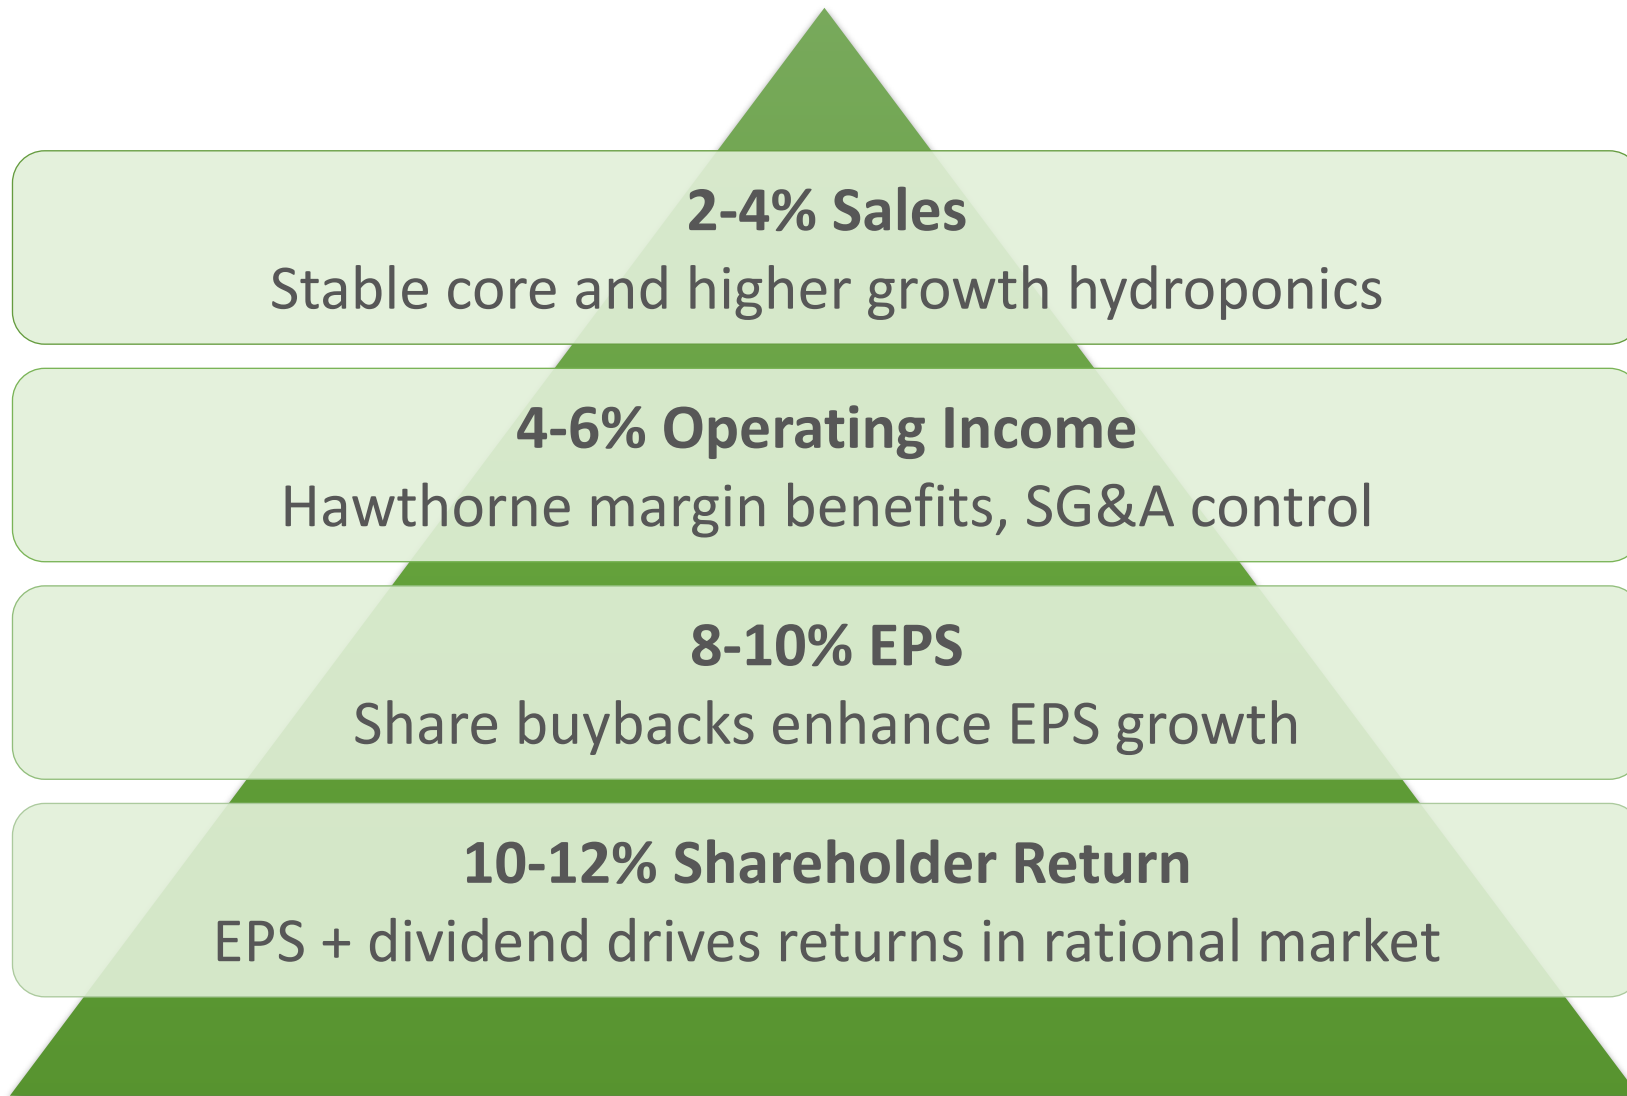 2-4% Sales
Stable core and higher growth hydroponics
4-6% Operating Income
Hawthorne margin benefits, SG&A control
8-10% EPS
Share buybacks enhance EPS growth
10-12% Shareholder Return
EPS + dividend drives returns in rational market